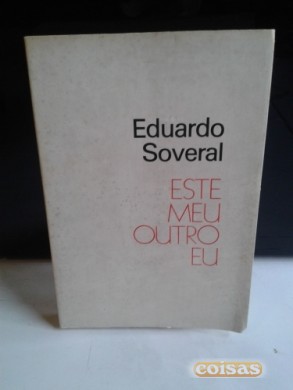 Eduardo
Soveral
ESTE
MEU
OUTRO
EU
coisas